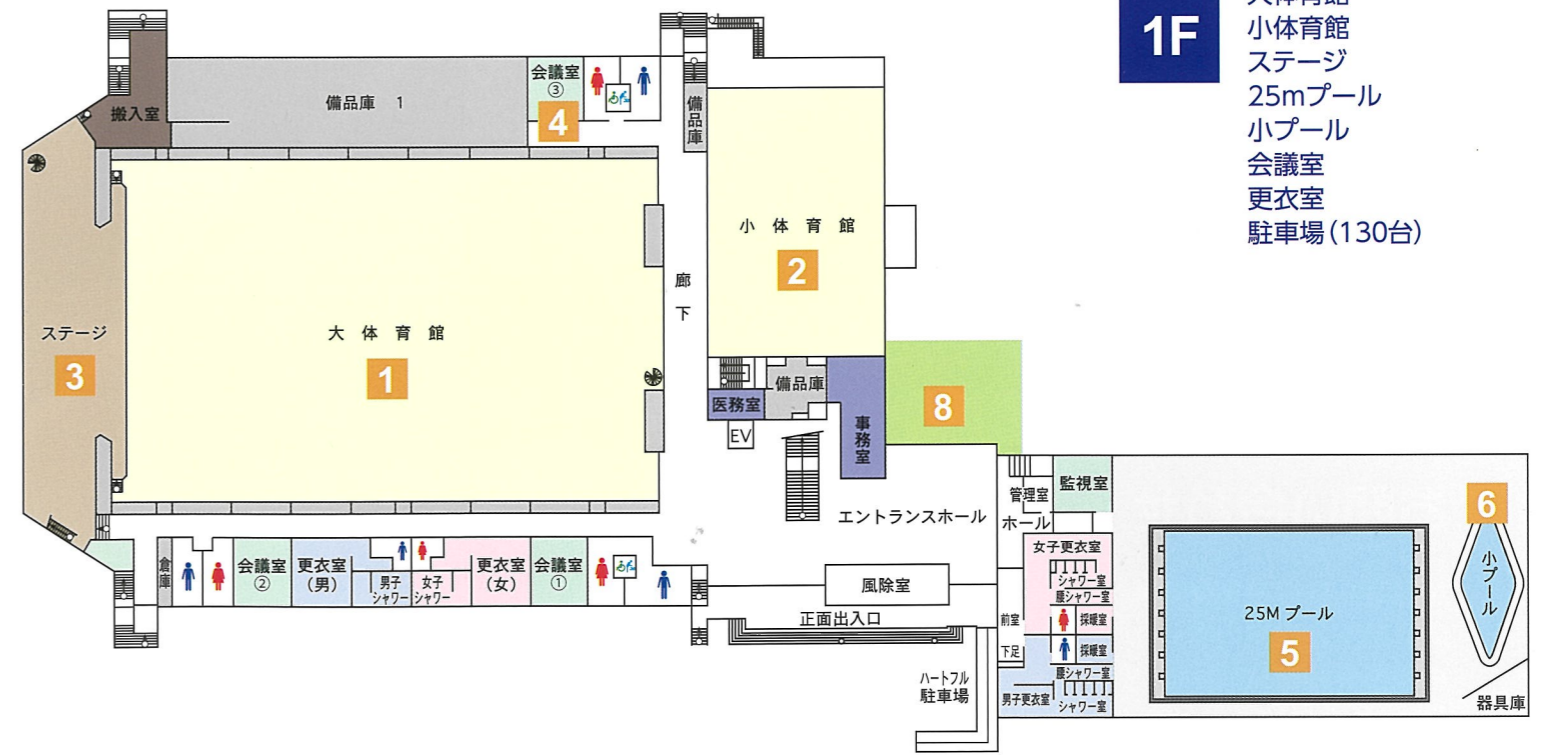 1F
大体育館
小体育館
ステージ
25mプール
小プール
会議室
更衣室
駐車場(130台)
搬入室
備品庫 1
会議室
③
4
備品庫
小体育館
2
廊下
ステージ
3
大体育館
1
医務室
備品庫
事務室
EV
8
エントランスホール
管理室
監視室
ホール
6
小プール
倉庫
会議室
②
更衣室
(男)
男子
シャワー
女子
シャワー
更衣室
(女)
会議室
①
風除室
正面出入口
女子更衣室
シャワー室
腰シャワー室
前室
採暖室
下足
採暖室
腰シャワー室
男子更衣室
シャワー室
25M プール
5
ハートフル
駐車場
器具庫